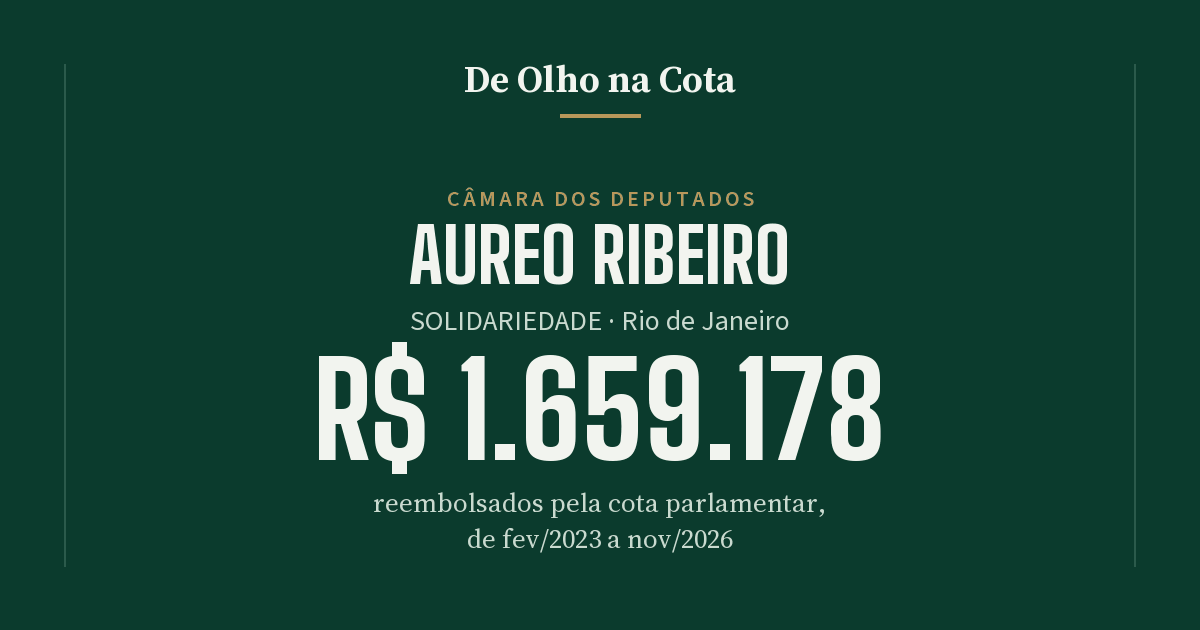 De Olho na Cota
CÂMARA DOS DEPUTADOS
AUREO RIBEIRO
SOLIDARIEDADE · Rio de Janeiro
R$ 1.659.178
reembolsados pela cota parlamentar,
de fev/2023 a nov/2026